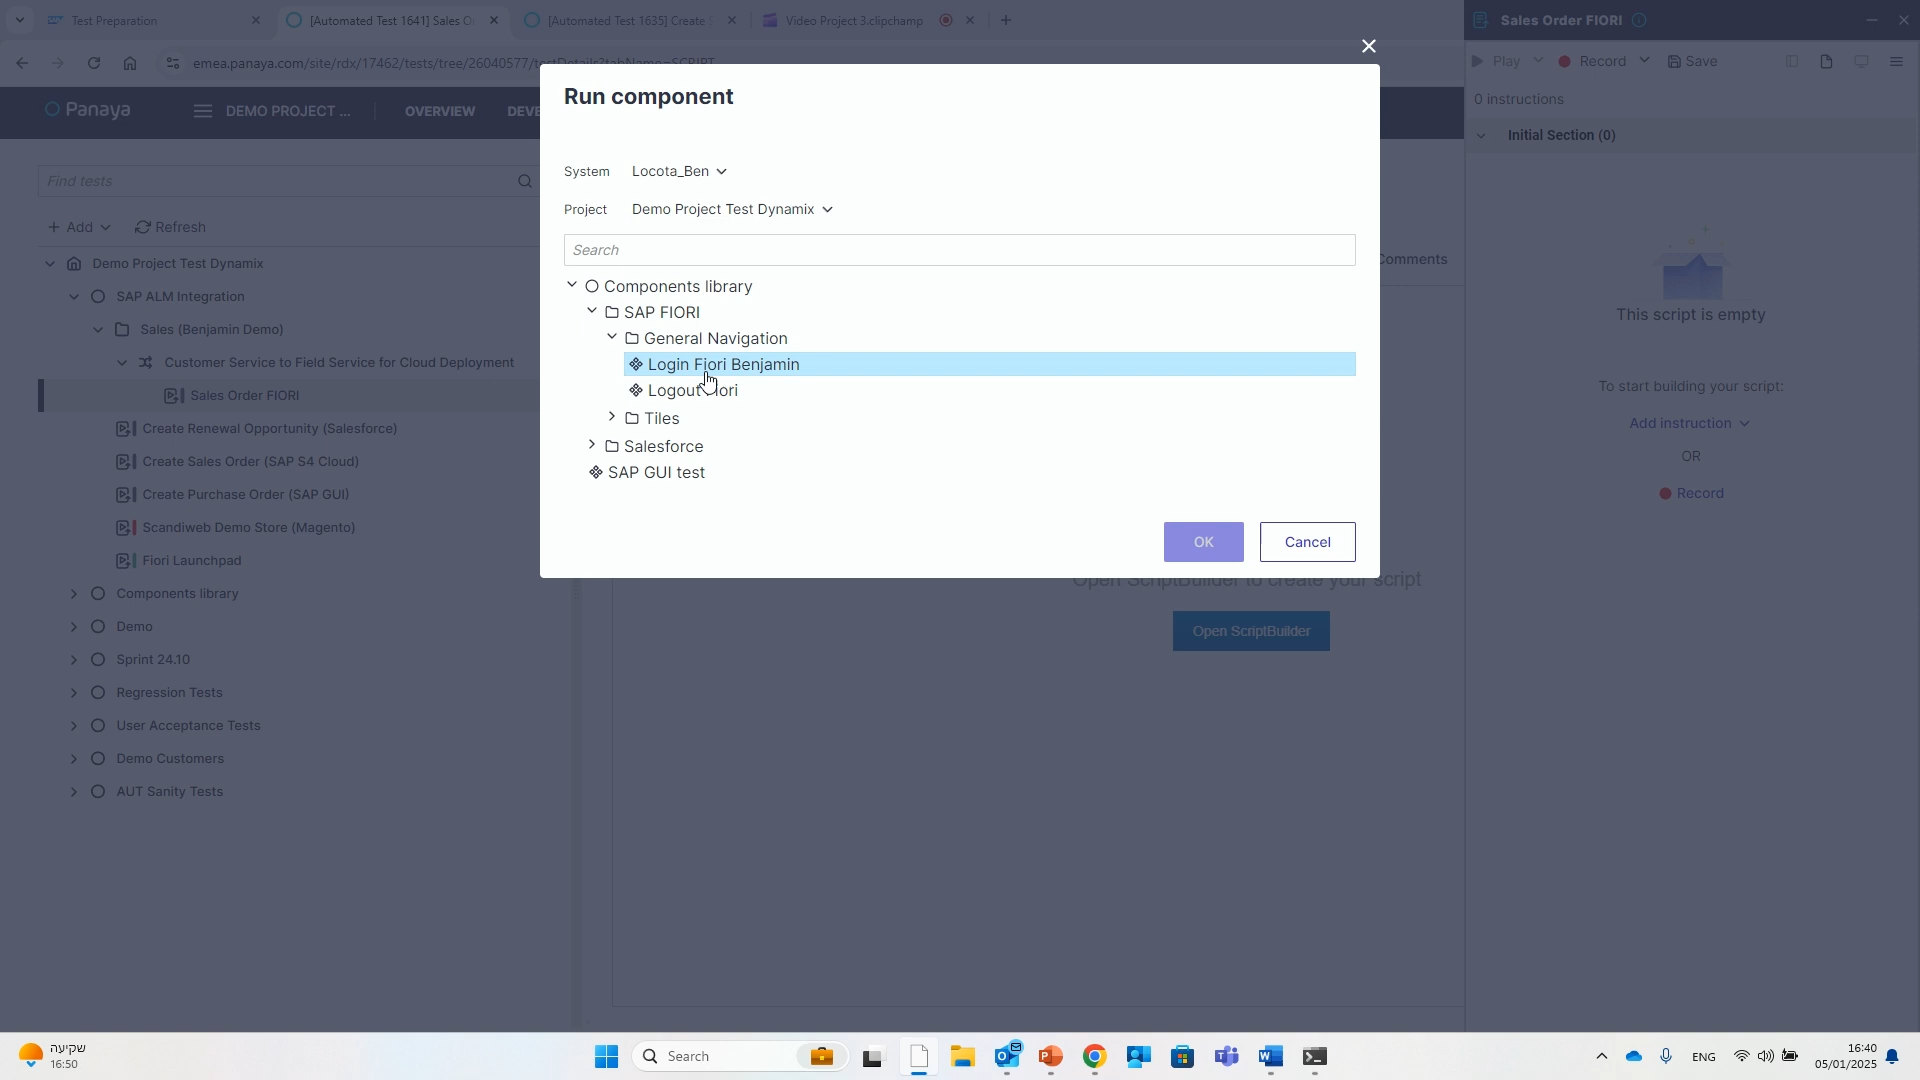 Test Preparation
[Automated Test 1641] Sales O
[Automated Test 1635] Create S
Video Project 3.clipchamp
Sales Order FIORI
emea.panaya.com/site/rdx/17462/tests/tree/26040577/testDetails?tabName=SCRIPT
Play
Record
Save
0 instructions
Initial Section (0)
Panaya
DEMO PROJECT ...
OVERVIEW
DEVE
Find tests
Add
Refresh
Demo Project Test Dynamix
SAP ALM Integration
Sales (Benjamin Demo)
Customer Service to Field Service for Cloud Deployment
Sales Order FIORI
Create Renewal Opportunity (Salesforce)
Create Sales Order (SAP S4 Cloud)
Create Purchase Order (SAP GUI)
Scandiweb Demo Store (Magento)
Fiori Launchpad
Components library
Demo
Sprint 24.10
Regression Tests
User Acceptance Tests
Demo Customers
AUT Sanity Tests
Run component
System
Locota_Ben
Project
Demo Project Test Dynamix
Search
Components library
SAP FIORI
General Navigation
Login Fiori Benjamin
Logout Fiori
Tiles
Salesforce
SAP GUI test
OK
Cancel
Comments
Open ScriptBuilder to create your script
Open ScriptBuilder
This script is empty
To start building your script:
Add instruction
OR
Record
שקיעה
16:50
Search
ENG
16:40
05/01/2025